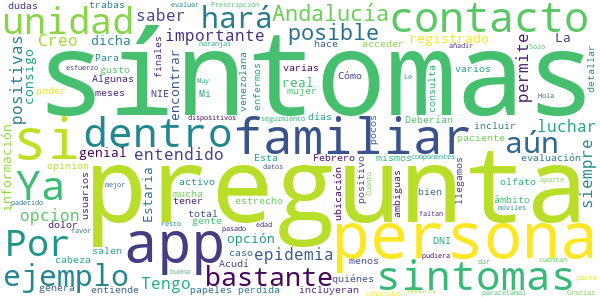 dudas
trabas
evaluar
Prescripción
naranjas
unidad
hará
Andalucía
contacto
saber
importante
posible
Creo
dicha
registrado
hace
acceder
añadir
Sólo
La
positivas
consigo
Para
esfuerzo
gusto
Algunas
finales
meses
Muy
NIE
Mi
poder
encontrar
venezolana
enfermos
real
mujer
varias
Cómo
permite
Le
consulta
varios
Hola
detallar
síntomas
si
dentro
familiar
aún
luchar
dispositivos
seguimiento
días
Deberían
información
Ya
genial
entendido
Esta
Febrero
pocos
positivo
mismos
componentes
incluir
paciente
evaluación
siempre
opinion
usuarios
mejor
Estaria
activo
mucha
tener
datos
estrecho
ubicación
Cuánto
ambiguas
llegamos
bien
olfato
ámbito
aparte
móviles
pregunta
opcion
padecido
dolor
favor
Por
app
total
gente
resto
pasado
edad
opción
epidemia
menos
quiénes
DNI
faltan
persona
salen
cabeza
caso
Acudí
pudiera
ejemplo
genera
entiende
Tengo
bastante
papeles
perdida
buena
incluyeran
conocidos
dar
paracetamol
sintomas
cuentan
parte
Gracias